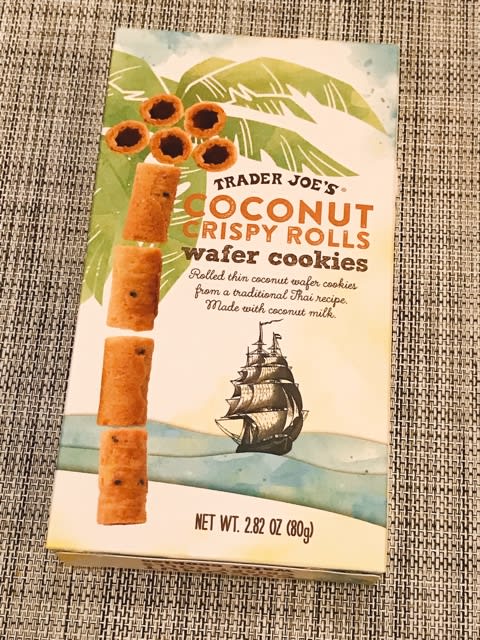 TRADER JOE'S®
COCONUT
CRISPY ROLLS
wafer cookies
Rolled thin coconut wafer cookies
from a traditional Thai recipe.
Made with coconut milk.
NET WT. 2.82 OZ (80g)